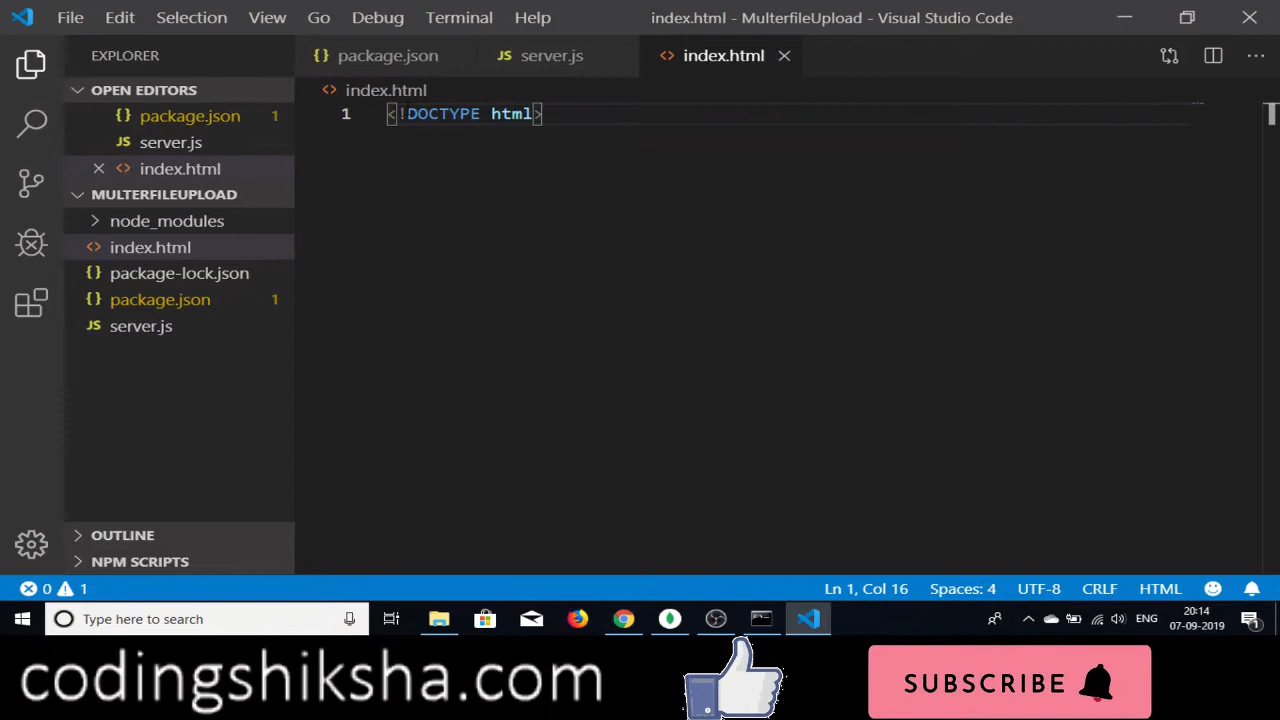 File Edit Selection View Go Debug Terminal Help index.html - MulterfileUpload - Visual Studio Code
EXPLORER
{} package.json JS server.js <> index.html
OPEN EDITORS
{} package.json 1
JS server.js
<> index.html
MULTERFILEUPLOAD
node_modules
<> index.html
{} package-lock.json
{} package.json 1
JS server.js
OUTLINE
NPM SCRIPTS
<> index.html
1 <!DOCTYPE html>
0 1 Ln 1, Col 16 Spaces: 4 UTF-8 CRLF HTML
Type here to search
ENG
20:14
07-09-2019
1
codingshiksha.com
SUBSCRIBE